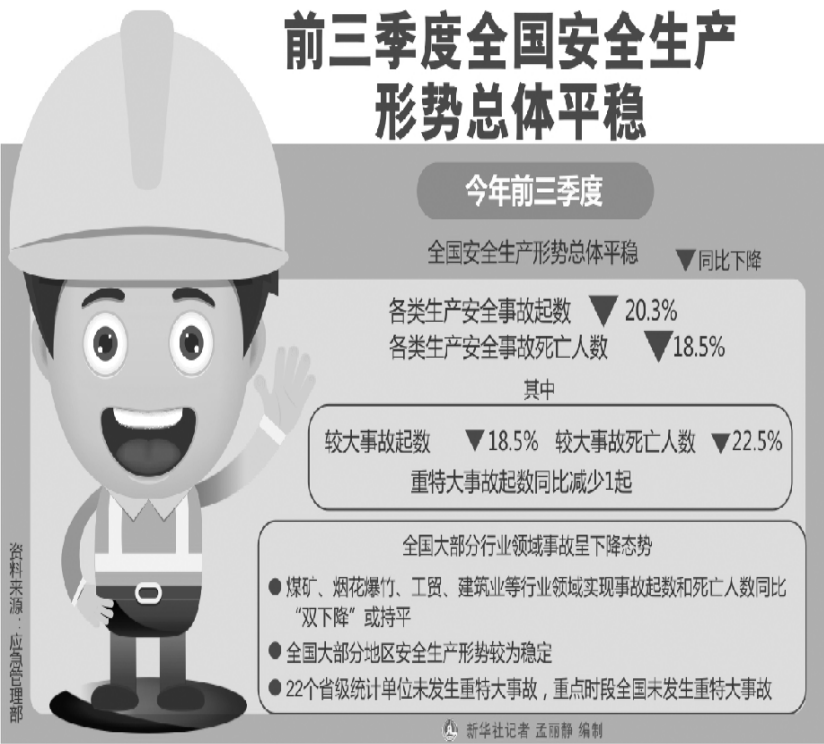 前三季度全国安全生产
形势总体平稳
今年前三季度
全国安全生产形势总体平稳 ▼同比下降
各类生产安全事故起数 ▼ 20.3%
各类生产安全事故死亡人数 ▼18.5%
其中
较大事故起数 ▼18.5% 较大事故死亡人数 ▼22.5%
重特大事故起数同比减少1起
全国大部分行业领域事故呈下降态势
●煤矿、烟花爆竹、工贸、建筑业等行业领域实现事故起数和死亡人数同比
“双下降”或持平
●全国大部分地区安全生产形势较为稳定
●22个省级统计单位未发生重特大事故，重点时段全国未发生重特大事故
资料来源：应急管理部
新华社记者 孟丽静 编制